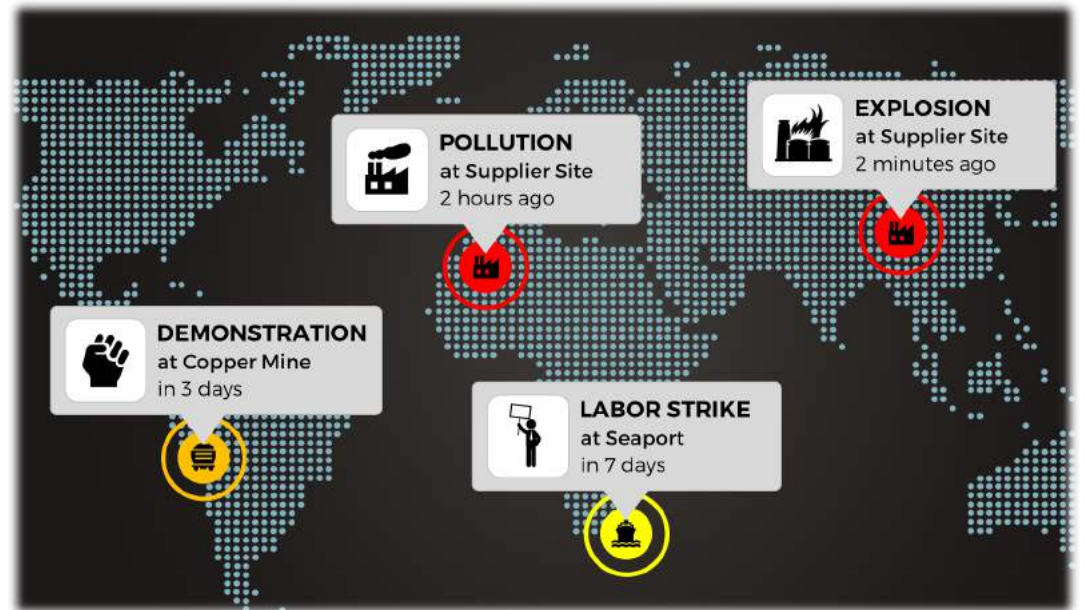 EXPLOSION
at Supplier Site
2 minutes ago
POLLUTION
at Supplier Site
2 hours ago
DEMONSTRATION
at Copper Mine
in 3 days
LABOR STRIKE
at Seaport
in 7 days